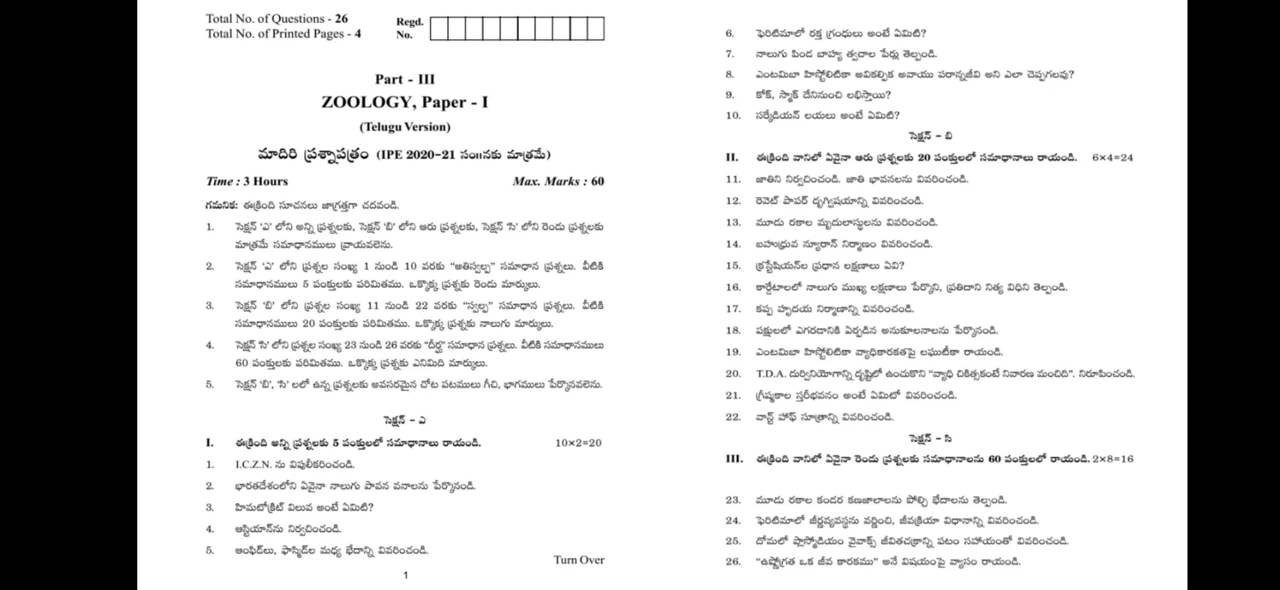 Total No. of Questions - 26
Total No. of Printed Pages - 4
Regd.
No.
Part - III
ZOOLOGY, Paper - I
(Telugu Version)
మాదిరి ప్రశ్నాపత్రం (IPE 2020-21 సం॥నకు మాత్రమే)
Time : 3 Hours Max. Marks : 60
గమనిక: ఈక్రింది సూచనలు జాగ్రత్తగా చదవండి.
1. సెక్షన్ 'ఎ' లోని అన్ని ప్రశ్నలకు, సెక్షన్ 'బి' లోని ఆరు ప్రశ్నలకు, సెక్షన్ 'సి' లోని రెండు ప్రశ్నలకు
మాత్రమే సమాధానములు వ్రాయవలెను.
2. సెక్షన్ 'ఎ' లోని ప్రశ్నల సంఖ్య 1 నుండి 10 వరకు "అతిస్వల్ప" సమాధాన ప్రశ్నలు. వీటికి
సమాధానములు 5 పంక్తులకు పరిమితము. ఒక్కొక్క ప్రశ్నకు రెండు మార్కులు.
3. సెక్షన్ 'బి' లోని ప్రశ్నల సంఖ్య 11 నుండి 22 వరకు "స్వల్ప" సమాధాన ప్రశ్నలు. వీటికి
సమాధానములు 20 పంక్తులకు పరిమితము. ఒక్కొక్క ప్రశ్నకు నాలుగు మార్కులు.
4. సెక్షన్ 'సి' లోని ప్రశ్నల సంఖ్య 23 నుండి 26 వరకు "దీర్ఘ" సమాధాన ప్రశ్నలు. వీటికి సమాధానములు
60 పంక్తులకు పరిమితము. ఒక్కొక్క ప్రశ్నకు ఎనిమిది మార్కులు.
5. సెక్షన్ 'బి', 'సి' లలో ఉన్న ప్రశ్నలకు అవసరమైన చోట పటములు గీచి, భాగములు పేర్కొనవలెను.
సెక్షన్ - ఎ
I. ఈక్రింది అన్ని ప్రశ్నలకు 5 పంక్తులలో సమాధానాలు రాయండి. 10×2=20
1. I.C.Z.N. ను విపులీకరించండి.
2. భారతదేశంలోని ఏవైనా నాలుగు పావన వనాలను పేర్కొనండి.
3. హిమటోక్రిట్ విలువ అంటే ఏమిటి?
4. ఆస్టియాన్‌ను నిర్వచించండి.
5. ఆంఫిడ్‌లు, ఫాస్మిడ్‌ల మధ్య భేదాన్ని వివరించండి.
Turn Over
1
6. ఫెరిటిమాలో రక్త గ్రంథులు అంటే ఏమిటి?
7. నాలుగు పిండ బాహ్య త్వచాల పేర్లు తెల్పండి.
8. ఎంటమిబా హిస్టోలిటికా అవికల్పిక అవాయు పరాన్నజీవి అని ఎలా చెప్పగలవు?
9. కోక్, స్మాక్ దేనినుంచి లభిస్తాయి?
10. సర్కేడియన్ లయలు అంటే ఏమిటి?
సెక్షన్ - బి
II. ఈక్రింది వానిలో ఏవైనా ఆరు ప్రశ్నలకు 20 పంక్తులలో సమాధానాలు రాయండి. 6×4=24
11. జాతిని నిర్వచించండి. జాతి భావనలను వివరించండి.
12. రివెట్ పాపర్ దృగ్విషయాన్ని వివరించండి.
13. మూడు రకాల మృదులాస్థులను వివరించండి.
14. బహుధ్రువ న్యూరాన్ నిర్మాణం వివరించండి.
15. క్రస్టేషియన్‌ల ప్రధాన లక్షణాలు ఏవి?
16. కార్డేటాలలో నాలుగు ముఖ్య లక్షణాలు పేర్కొని, ప్రతిదాని నిత్య విధిని తెల్పండి.
17. కప్ప హృదయ నిర్మాణాన్ని వివరించండి.
18. పక్షులలో ఎగరడానికి ఏర్పడిన అనుకూలనాలను పేర్కొనండి.
19. ఎంటమిబా హిస్టోలిటికా వ్యాధికారకతపై లఘుటీకా రాయండి.
20. T.D.A. దుర్వినియోగాన్ని దృష్టిలో ఉంచుకొని "వ్యాధి చికిత్సకంటే నివారణ మంచిది". నిరూపించండి.
21. గ్రీష్మకాల స్తరీభవనం అంటే ఏమిటో వివరించండి.
22. వాన్ట్ హాఫ్ సూత్రాన్ని వివరించండి.
సెక్షన్ - సి
III. ఈక్రింది వానిలో ఏవైనా రెండు ప్రశ్నలకు సమాధానాలను 60 పంక్తులలో రాయండి. 2×8=16
23. మూడు రకాల కండర కణజాలాలను పోల్చి భేదాలను తెల్పండి.
24. ఫెరిటిమాలో జీర్ణవ్యవస్థను వర్ణించి, జీవక్రియా విధానాన్ని వివరించండి.
25. దోమలో ప్లాస్మోడియం వైవాక్స్ జీవితచక్రాన్ని పటం సహాయంతో వివరించండి.
26. "ఉష్ణోగ్రత ఒక జీవ కారకము" అనే విషయంపై వ్యాసం రాయండి.